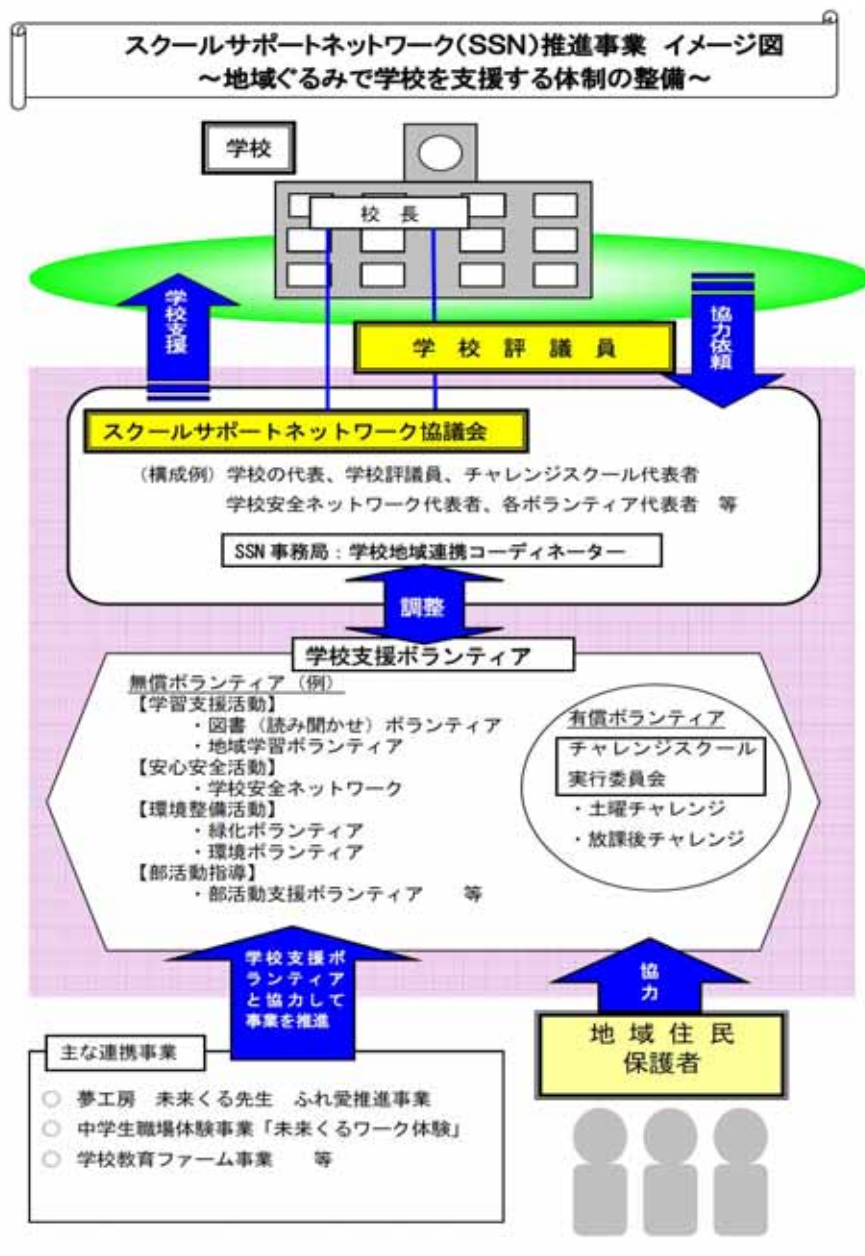 スクールサポートネットワーク（SSN）推進事業 イメージ図
～地域ぐるみで学校を支援する体制の整備～
学校
校長
学校支援
協力依頼
学校評議員
スクールサポートネットワーク協議会
（構成例）学校の代表、学校評議員、チャレンジスクール代表者
学校安全ネットワーク代表者、各ボランティア代表者 等
SSN事務局：学校地域連携コーディネーター
調整
学校支援ボランティア
無償ボランティア（例）
【学習支援活動】
・図書（読み聞かせ）ボランティア
・地域学習ボランティア
【安心安全活動】
・学校安全ネットワーク
【環境整備活動】
・緑化ボランティア
・環境ボランティア
【部活動指導】
・部活動支援ボランティア 等
有償ボランティア
チャレンジスクール
実行委員会
・土曜チャレンジ
・放課後チャレンジ
学校支援ボ
ランティア
と協力して
事業を推進
協力
地域住民
保護者
主な連携事業
○ 夢工房 未来くる先生 ふれ愛推進事業
○ 中学生職場体験事業「未来くるワーク体験」
○ 学校教育ファーム事業 等